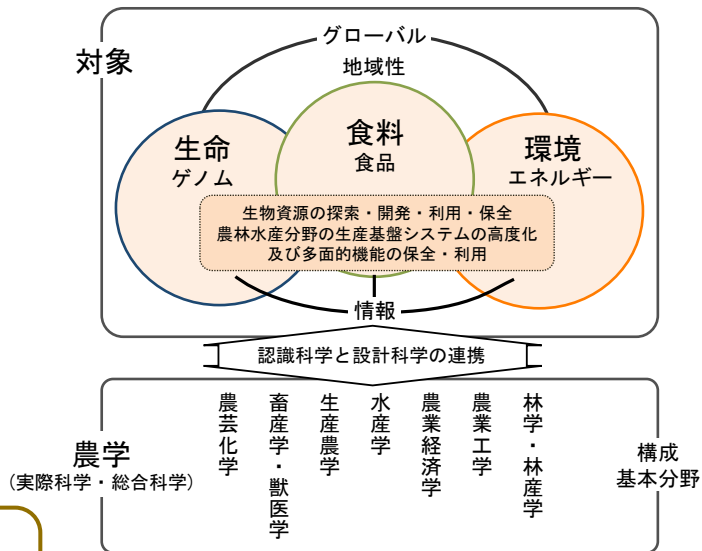 グローバル
対象
地域性
生命
ゲノム
食料
食品
環境
エネルギー
生物資源の探索・開発・利用・保全
農林水産分野の生産基盤システムの高度化
及び多面的機能の保全・利用
情報
認識科学と設計科学の連携
農学
(実際科学・総合科学)
農芸化学
畜産学・獣医学
生産農学
水産学
農業経済学
農業工学
林学・林産学
構成
基本分野